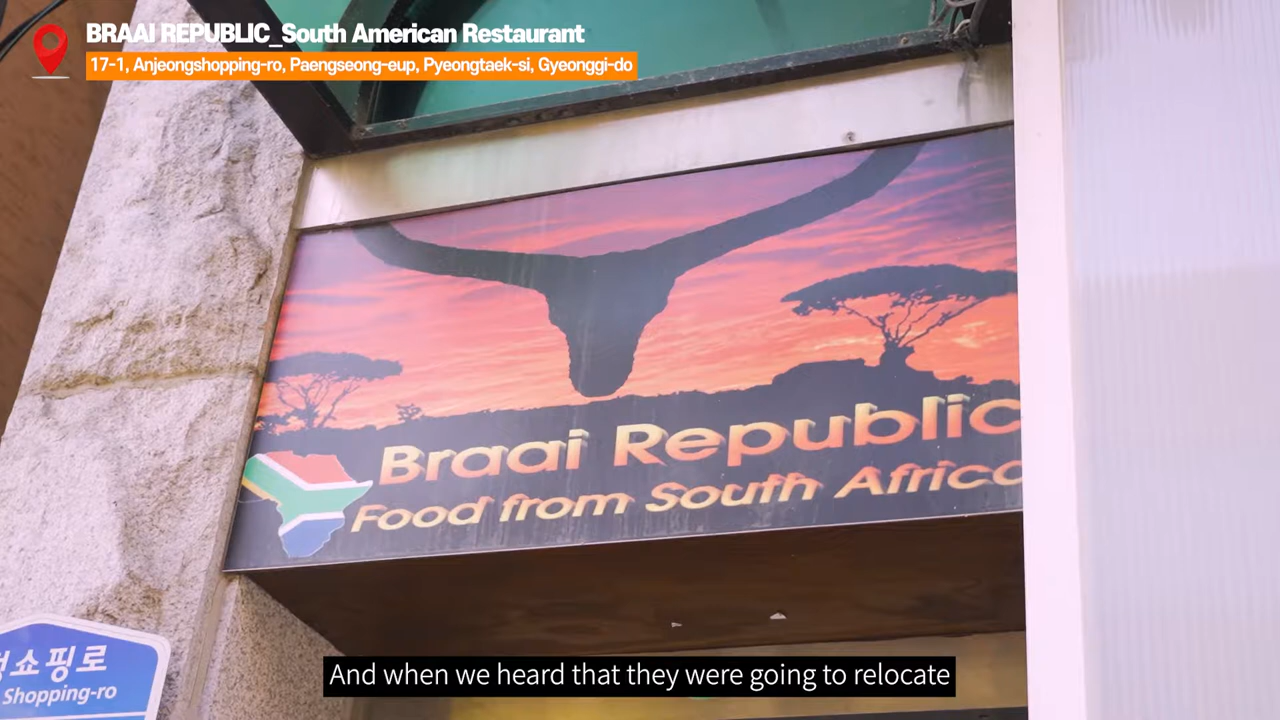 BRAAI REPUBLIC_South American Restaurant
17-1, Anjeongshopping-ro, Paengseong-eup, Pyeongtaek-si, Gyeonggi-do
Braai Republic
Food from South Africa
쇼핑로
Shopping-ro
And when we heard that they were going to relocate